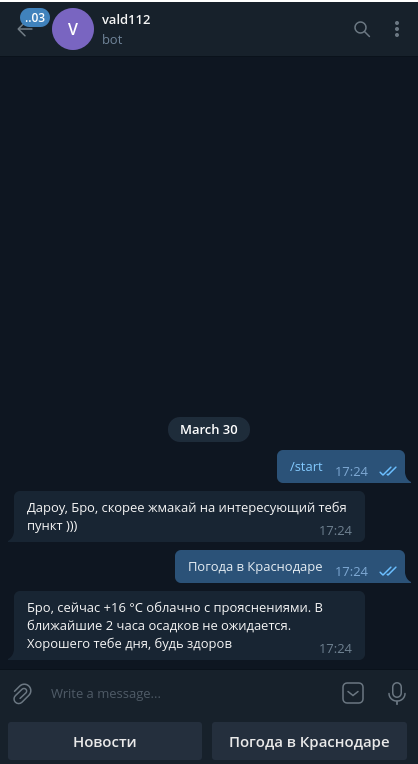 ..03
V
vald112
bot
March 30
/start 17:24
Дароу, Бро, скорее жмакай на интересующий тебя
пункт )))
17:24
Погода в Краснодаре 17:24
Бро, сейчас +16 °C облачно с прояснениями. В
ближайшие 2 часа осадков не ожидается.
Хорошего тебе дня, будь здоров
17:24
Write a message...
Новости
Погода в Краснодаре